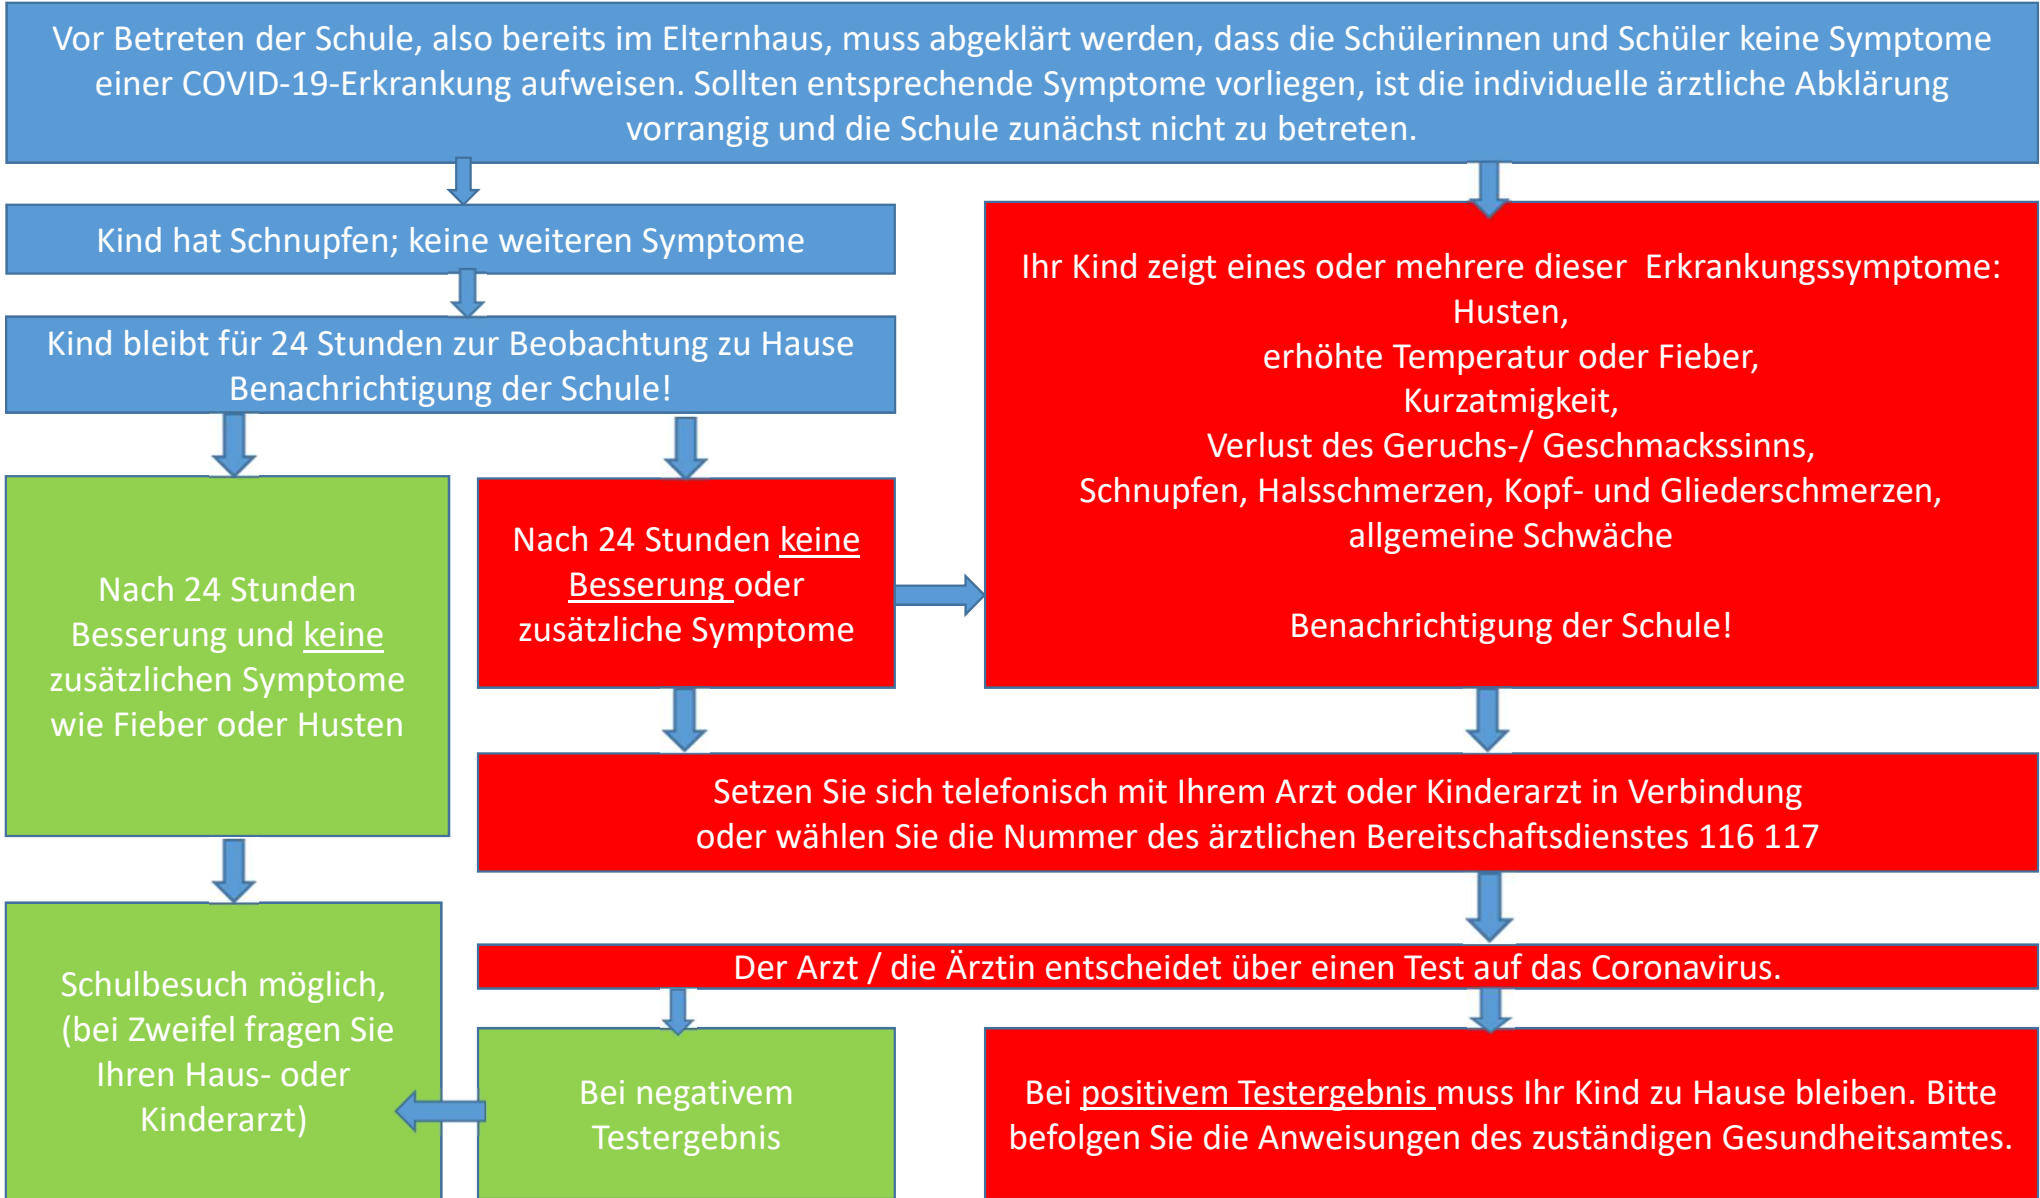 Vor Betreten der Schule, also bereits im Elternhaus, muss abgeklärt werden, dass die Schülerinnen und Schüler keine Symptome
einer COVID-19-Erkrankung aufweisen. Sollten entsprechende Symptome vorliegen, ist die individuelle ärztliche Abklärung
vorrangig und die Schule zunächst nicht zu betreten.
Kind hat Schnupfen; keine weiteren Symptome
Kind bleibt für 24 Stunden zur Beobachtung zu Hause
Benachrichtigung der Schule!
Nach 24 Stunden
Besserung und keine
zusätzlichen Symptome
wie Fieber oder Husten
Nach 24 Stunden keine
Besserung oder
zusätzliche Symptome
Ihr Kind zeigt eines oder mehrere dieser Erkrankungssymptome:
Husten,
erhöhte Temperatur oder Fieber,
Kurzatmigkeit,
Verlust des Geruchs-/ Geschmackssinns,
Schnupfen, Halsschmerzen, Kopf- und Gliederschmerzen,
allgemeine Schwäche
Benachrichtigung der Schule!
Setzen Sie sich telefonisch mit Ihrem Arzt oder Kinderarzt in Verbindung
oder wählen Sie die Nummer des ärztlichen Bereitschaftsdienstes 116 117
Der Arzt / die Ärztin entscheidet über einen Test auf das Coronavirus.
Schulbesuch möglich,
(bei Zweifel fragen Sie
Ihren Haus- oder
Kinderarzt)
Bei negativem
Testergebnis
Bei positivem Testergebnis muss Ihr Kind zu Hause bleiben. Bitte
befolgen Sie die Anweisungen des zuständigen Gesundheitsamtes.